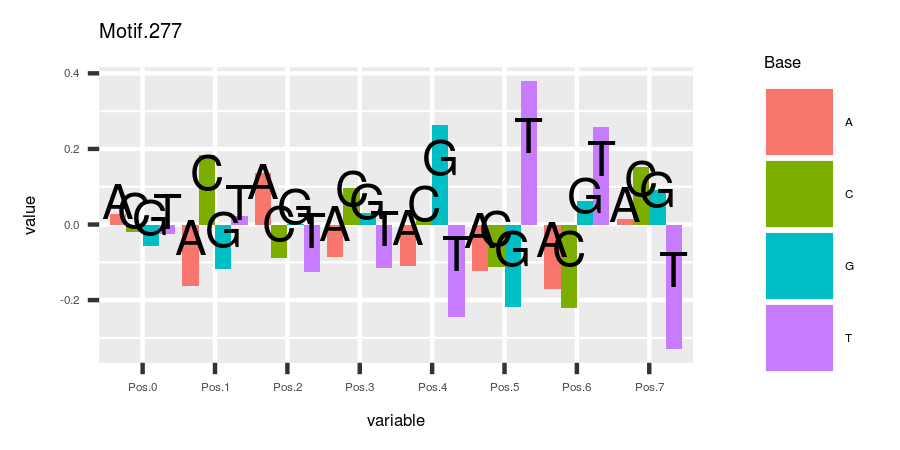 Motif.277
Base
A
C
G
T
value
0.4
0.2
0.0
-0.2
A C G T A C G T A C G T A C G T A C G T A C G T A C G T A C G T
Pos.0 Pos.1 Pos.2 Pos.3 Pos.4 Pos.5 Pos.6 Pos.7
variable